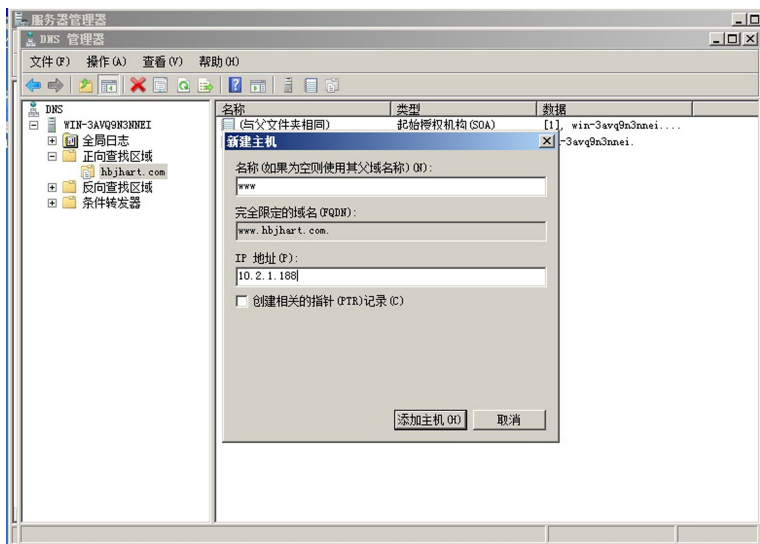 服务器管理器
DNS 管理器
文件(F) 操作(A) 查看(V) 帮助(H)
DNS
WIN-3AVQ9N3NNEI
全局日志
正向查找区域
hbjhart.com
反向查找区域
条件转发器
名称 类型 数据
(与父文件夹相同) 起始授权机构(SOA) [1], win-3avq9n3nnei....
-3avq9n3nnei.
新建主机
名称(如果为空则使用其父域名称)(N):
www
完全限定的域名(FQDN):
www.hbjhart.com.
IP 地址(P):
10.2.1.188
创建相关的指针(PTR)记录(C)
添加主机(H) 取消